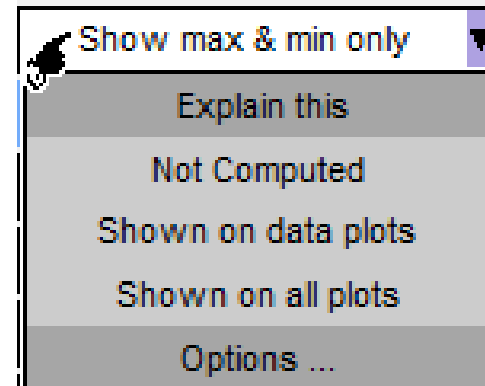 Show max & min only
Explain this
Not Computed
Shown on data plots
Shown on all plots
Options ...